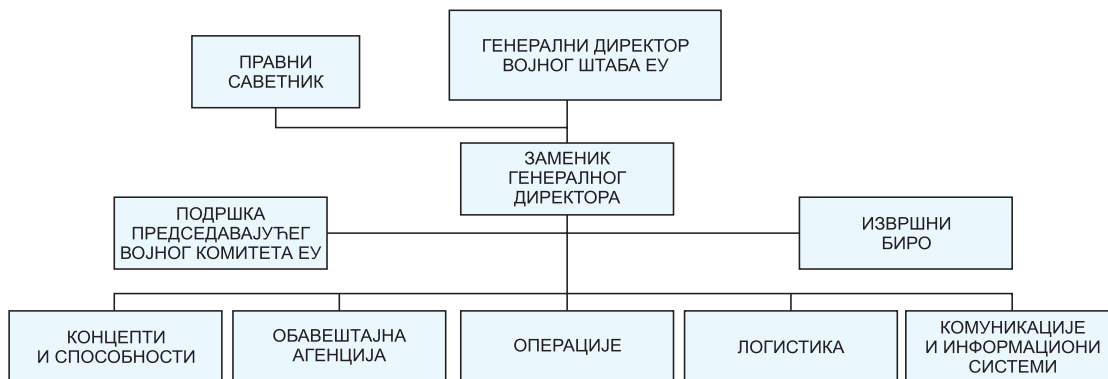 ПРАВНИ
САВЕТНИК
ГЕНЕРАЛНИ ДИРЕКТОР
ВОЈНОГ ШТАБА ЕУ
ЗАМЕНИК
ГЕНЕРАЛНОГ
ДИРЕКТОРА
ПОДРШКА
ПРЕДСЕДАВАЈУЋЕГ
ВОЈНОГ КОМИТЕТА ЕУ
ИЗВРШНИ
БИРО
КОНЦЕПТИ
И СПОСОБНОСТИ
ОБАВЕШТАЈНА
АГЕНЦИЈА
ОПЕРАЦИЈЕ
ЛОГИСТИКА
КОМУНИКАЦИЈЕ
И ИНФОРМАЦИОНИ
СИСТЕМИ